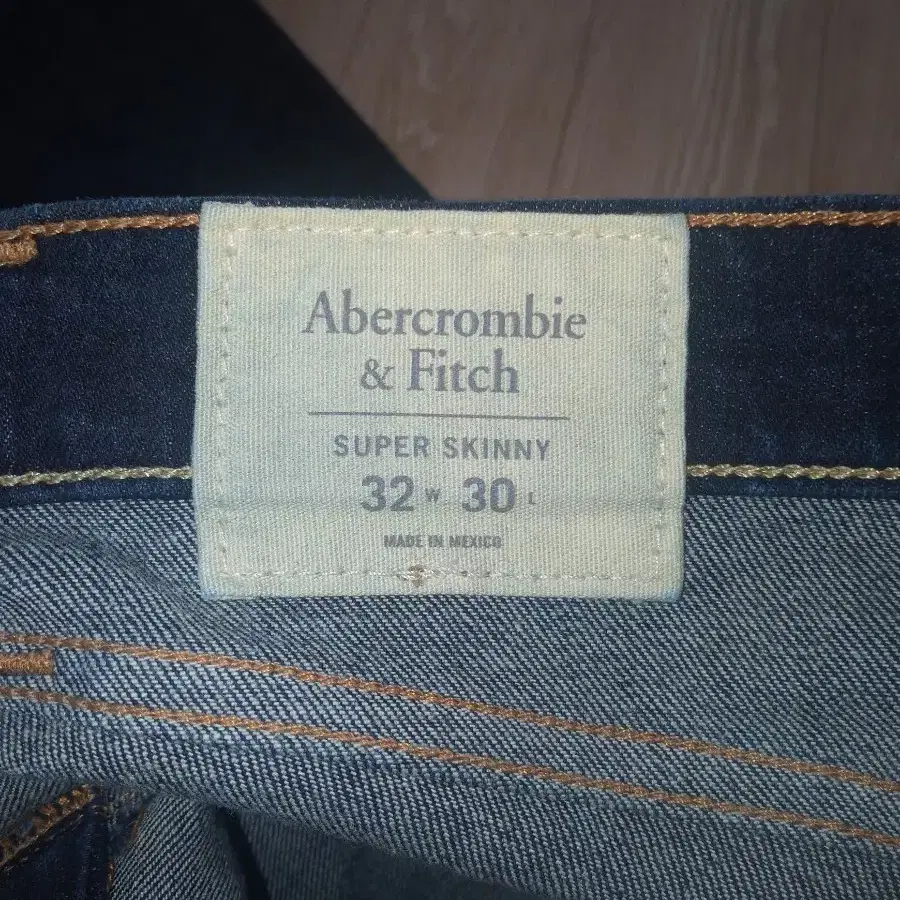 Abercrombie
& Fitch
SUPER SKINNY
32 W 30 L
MADE IN MEXICO